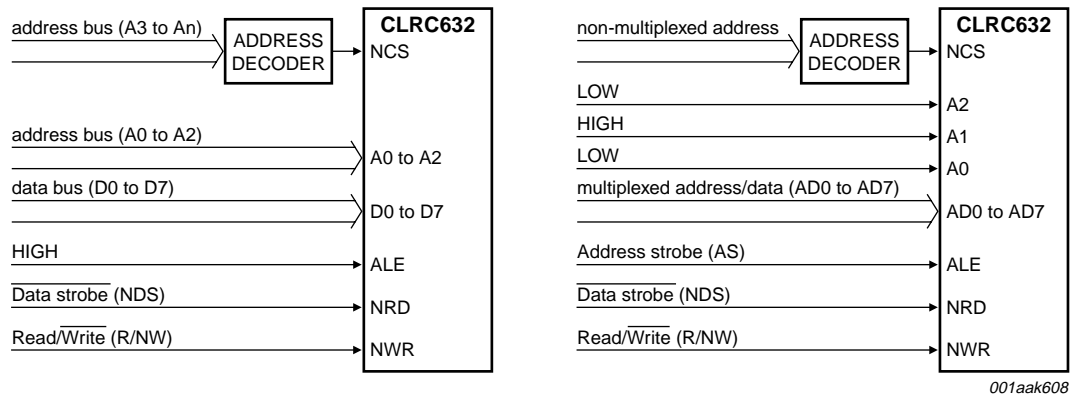 address bus (A3 to An)
ADDRESS
DECODER
CLRC632
NCS
address bus (A0 to A2)
A0 to A2
data bus (D0 to D7)
D0 to D7
HIGH
ALE
Data strobe (NDS)
NRD
Read/Write (R/NW)
NWR
non-multiplexed address
ADDRESS
DECODER
CLRC632
NCS
LOW
A2
HIGH
A1
LOW
A0
multiplexed address/data (AD0 to AD7)
AD0 to AD7
Address strobe (AS)
ALE
Data strobe (NDS)
NRD
Read/Write (R/NW)
NWR
001aak608